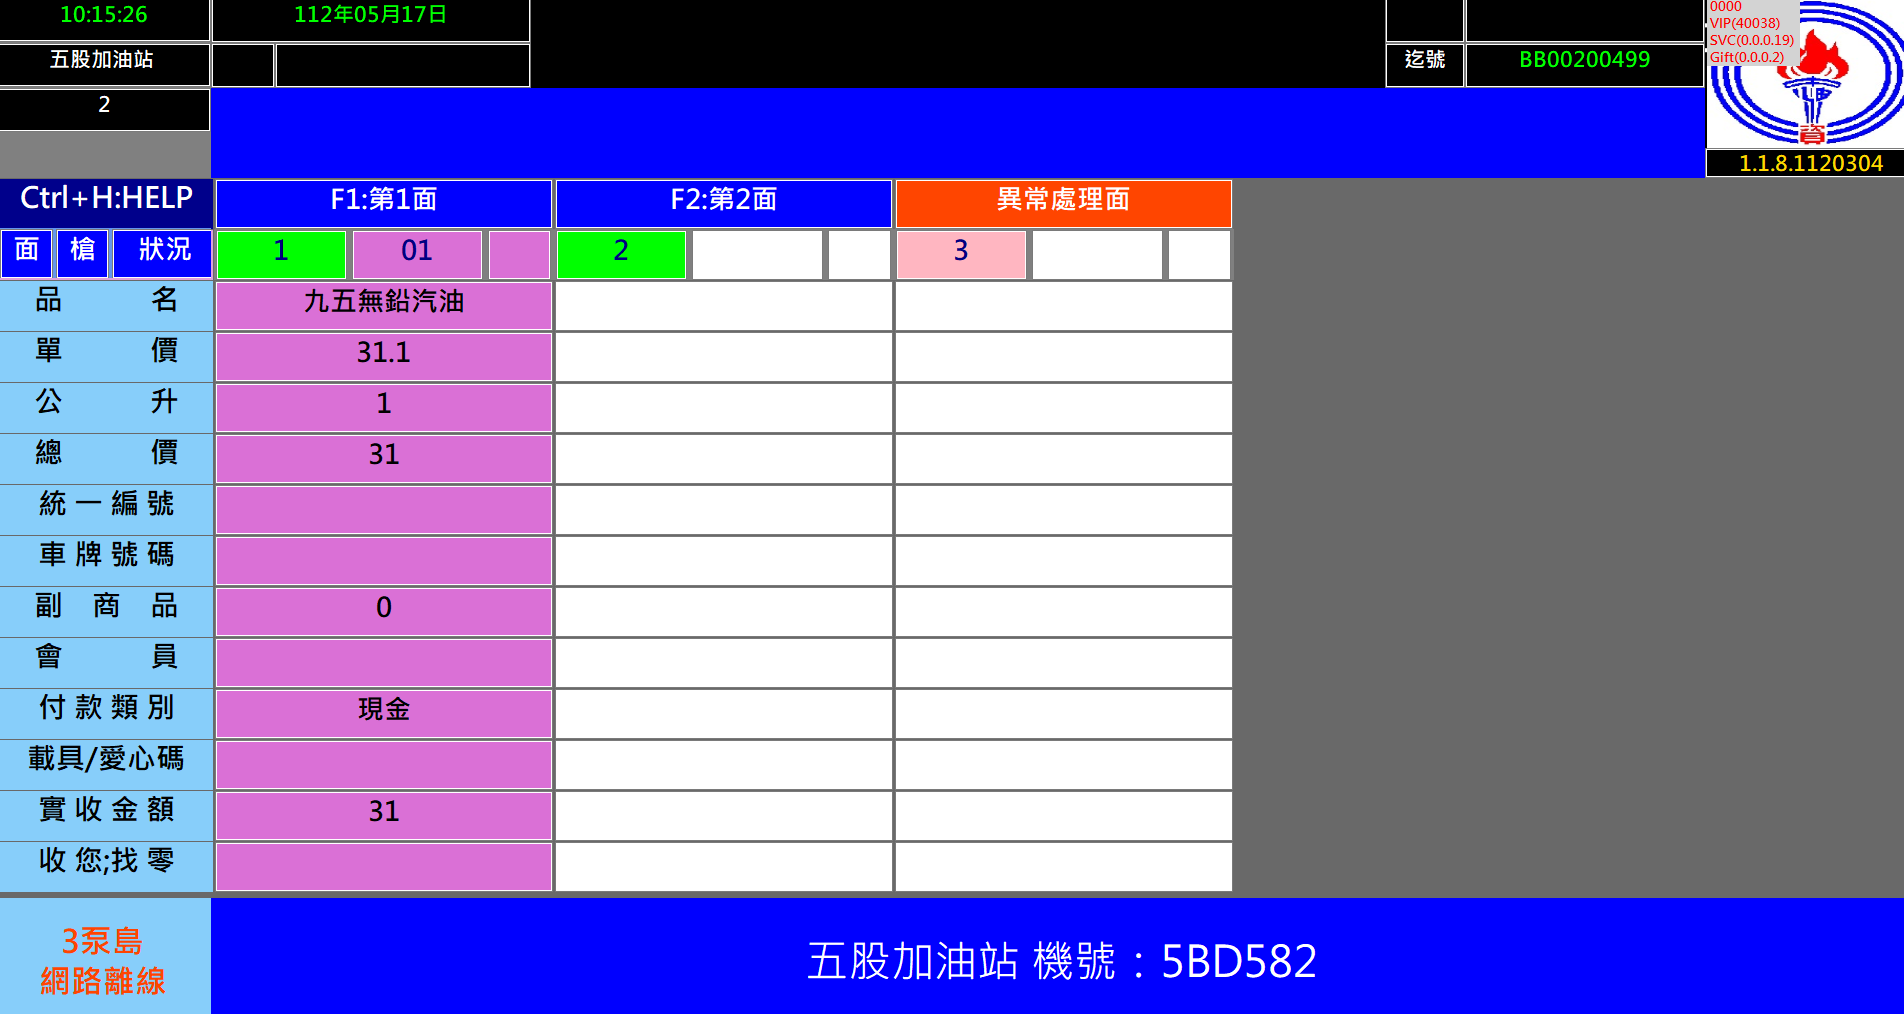 10:15:26
112年05月17日
0000
VIP(40038)
SVC(0.0.0.19)
Gift(0.0.0.2)
五股加油站
迄號
BB00200499
2
資
1.1.8.1120304
Ctrl+H:HELP
F1:第1面
F2:第2面
異常處理面
面 槍 狀況
1 01 2 3
品 名 九五無鉛汽油
單 價 31.1
公 升 1
總 價 31
統 一 編 號
車 牌 號 碼
副 商 品 0
會 員
付 款 類 別 現金
載具/愛心碼
實 收 金 額 31
收 您;找 零
3泵島
網路離線
五股加油站 機號：5BD582